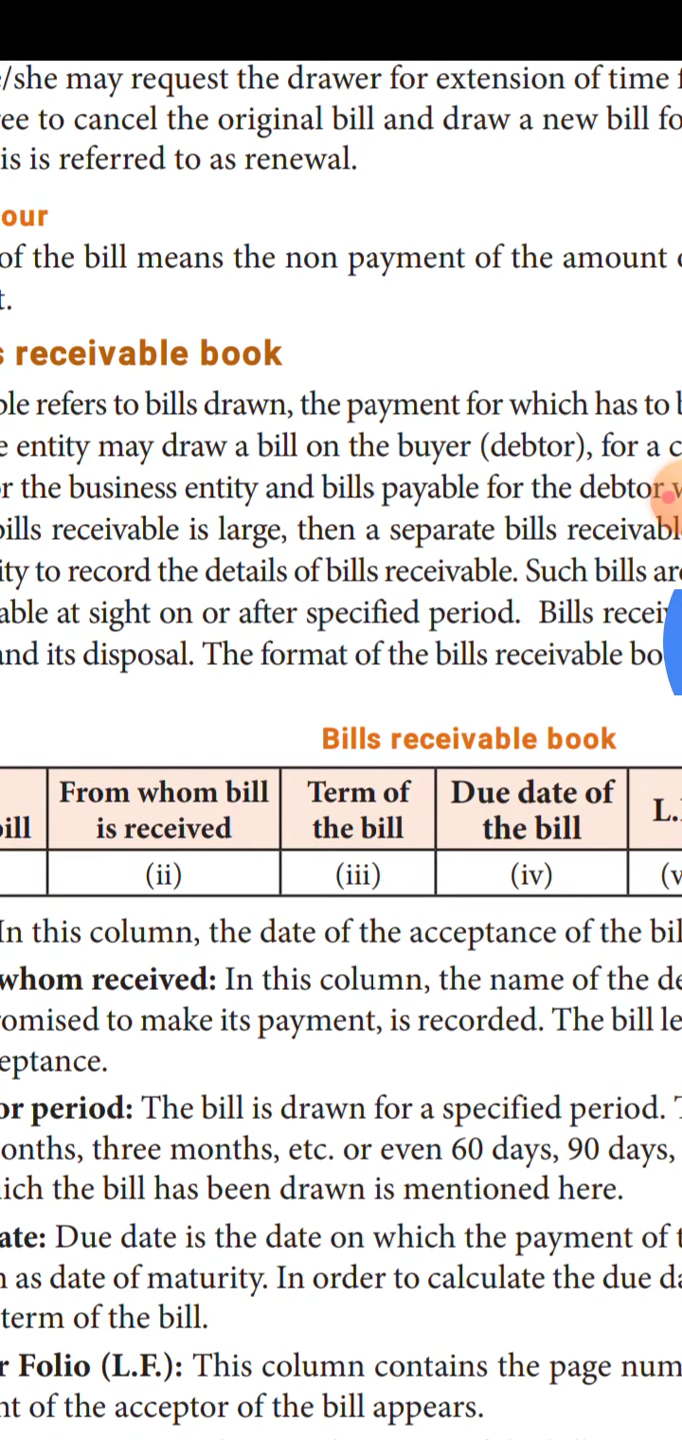 /she may request the drawer for extension of time
ee to cancel the original bill and draw a new bill fo
is is referred to as renewal.
our
of the bill means the non payment of the amount
t.
s receivable book
ble refers to bills drawn, the payment for which has to
e entity may draw a bill on the buyer (debtor), for a c
r the business entity and bills payable for the debtor
bills receivable is large, then a separate bills receivabl
ity to record the details of bills receivable. Such bills are
able at sight on or after specified period. Bills recei
and its disposal. The format of the bills receivable bo
Bills receivable book
From whom bill is received Term of the bill Due date of the bill L.
bill
(ii) (iii) (iv) (v
In this column, the date of the acceptance of the bil
whom received: In this column, the name of the de
romised to make its payment, is recorded. The bill le
eptance.
or period: The bill is drawn for a specified period.
onths, three months, etc. or even 60 days, 90 days,
ich the bill has been drawn is mentioned here.
ate: Due date is the date on which the payment of t
n as date of maturity. In order to calculate the due da
term of the bill.
r Folio (L.F.): This column contains the page num
nt of the acceptor of the bill appears.